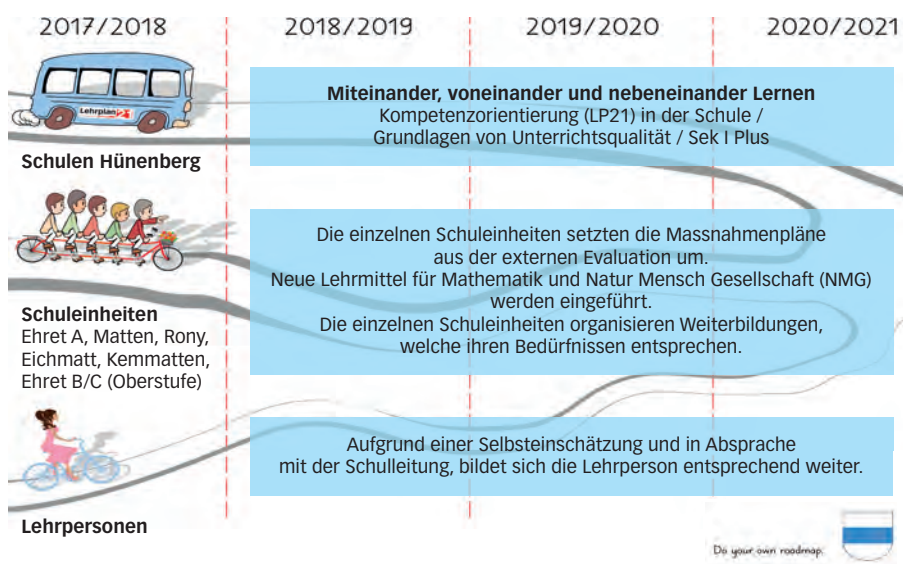 2017/2018
2018/2019
2019/2020
2020/2021
Lehrplan 21
Schulen Hünenberg
Miteinander, voneinander und nebeneinander Lernen
Kompetenzorientierung (LP21) in der Schule /
Grundlagen von Unterrichtsqualität / Sek I Plus
Schuleinheiten
Ehret A, Matten, Rony,
Eichmatt, Kemmatten,
Ehret B/C (Oberstufe)
Die einzelnen Schuleinheiten setzten die Massnahmenpläne
aus der externen Evaluation um.
Neue Lehrmittel für Mathematik und Natur Mensch Gesellschaft (NMG)
werden eingeführt.
Die einzelnen Schuleinheiten organisieren Weiterbildungen,
welche ihren Bedürfnissen entsprechen.
Lehrpersonen
Aufgrund einer Selbsteinschätzung und in Absprache
mit der Schulleitung, bildet sich die Lehrperson entsprechend weiter.
Do your own roadmap.